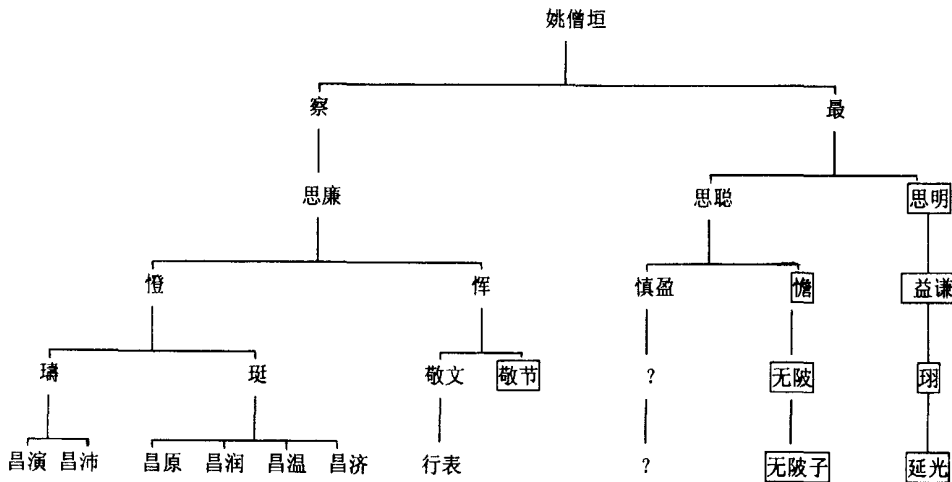 姚僧垣
察 最
思廉 思聪 思明
憕 恽 慎盈 憺 益谦
璹 珽 敬文 敬节 ? 无陂 珝
昌演 昌沛 昌原 昌润 昌温 昌济 行表 ? 无陂子 延光